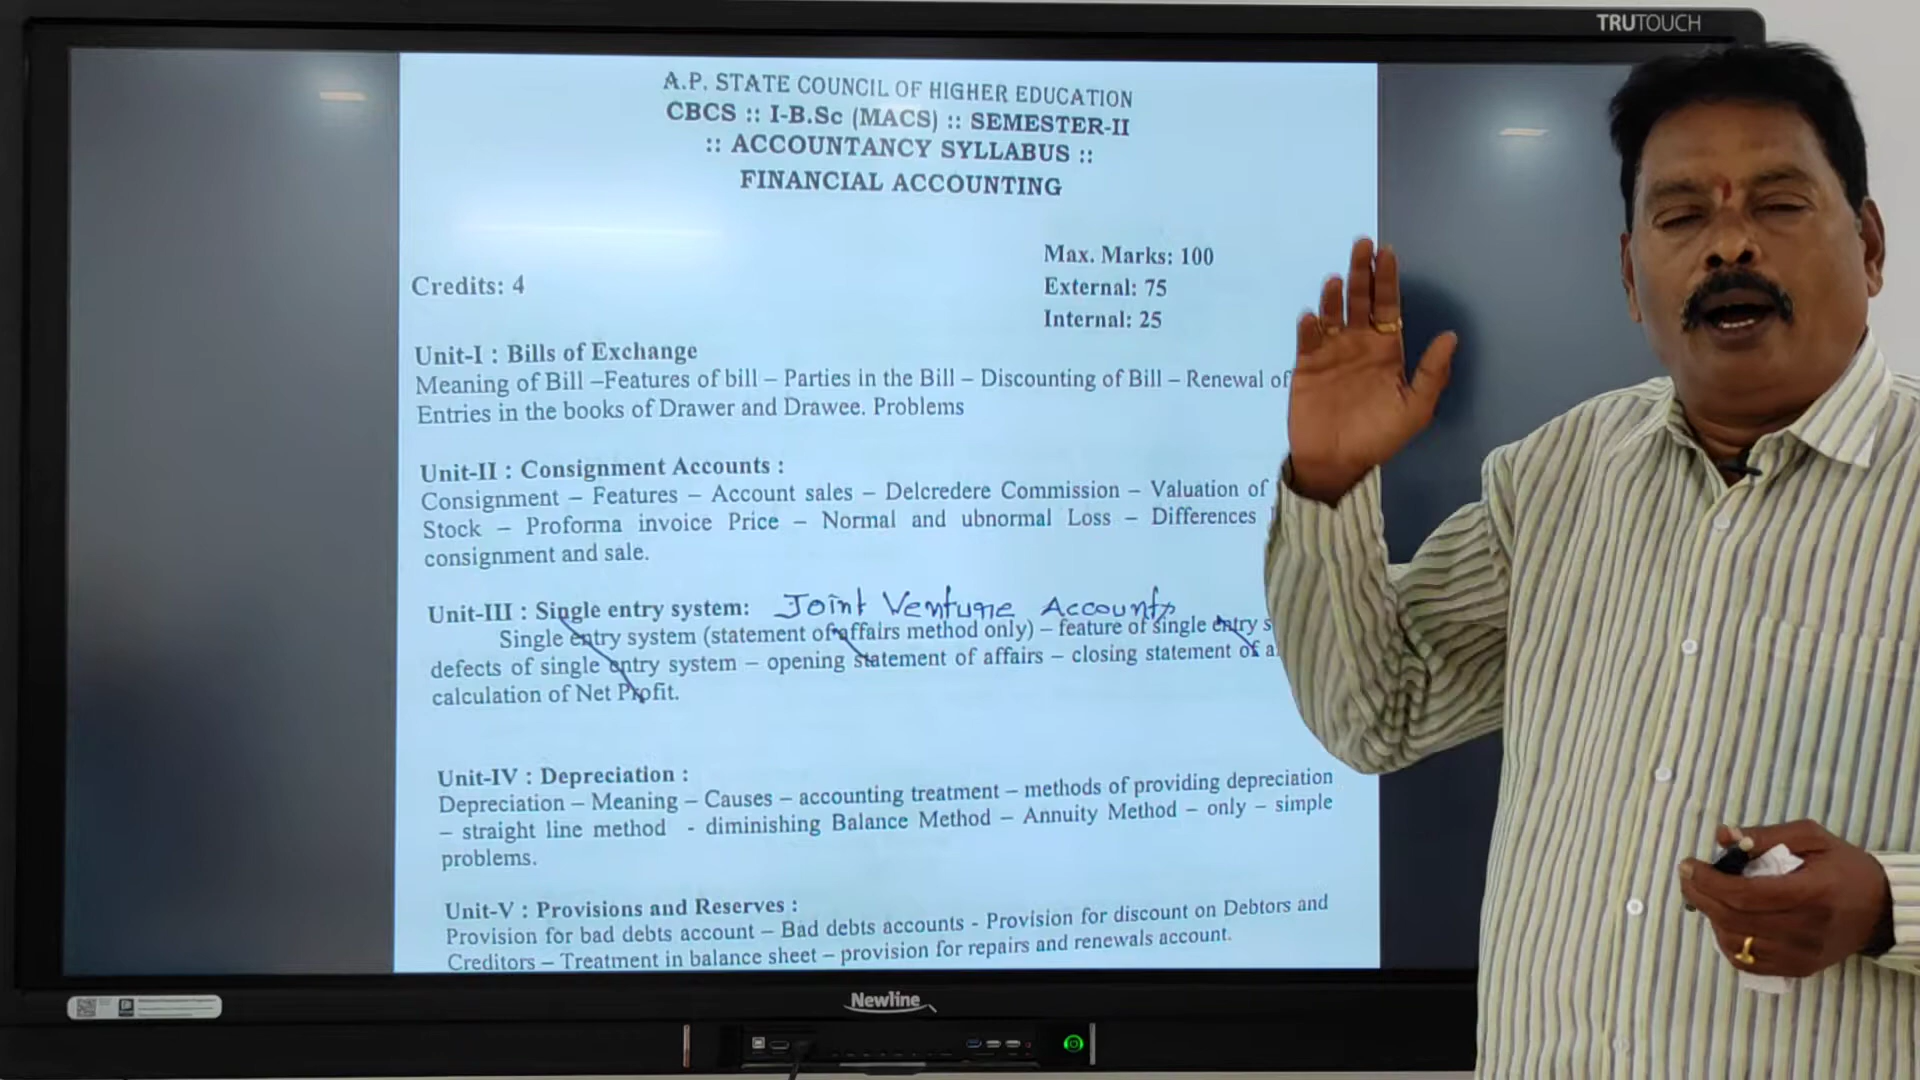 TRUTOUCH
A.P. STATE COUNCIL OF HIGHER EDUCATION
CBCS :: I-B.Sc (MACS) :: SEMESTER-II
:: ACCOUNTANCY SYLLABUS ::
FINANCIAL ACCOUNTING
Max. Marks: 100
Credits: 4
External: 75
Internal: 25
Unit-I : Bills of Exchange
Meaning of Bill –Features of bill – Parties in the Bill – Discounting of Bill – Renewal of
Entries in the books of Drawer and Drawee. Problems
Unit-II : Consignment Accounts :
Consignment – Features – Account sales – Delcredere Commission – Valuation of
Stock – Proforma invoice Price – Normal and ubnormal Loss – Differences
consignment and sale.
Unit-III : Single entry system: Joint Venture Accounts
Single entry system (statement of affairs method only) – feature of single entry
defects of single entry system – opening statement of affairs – closing statement of
calculation of Net Profit.
Unit-IV : Depreciation :
Depreciation – Meaning – Causes – accounting treatment – methods of providing depreciation
– straight line method - diminishing Balance Method – Annuity Method – only – simple
problems.
Unit-V : Provisions and Reserves :
Provision for bad debts account – Bad debts accounts - Provision for discount on Debtors and
Creditors – Treatment in balance sheet – provision for repairs and renewals account.
Newline